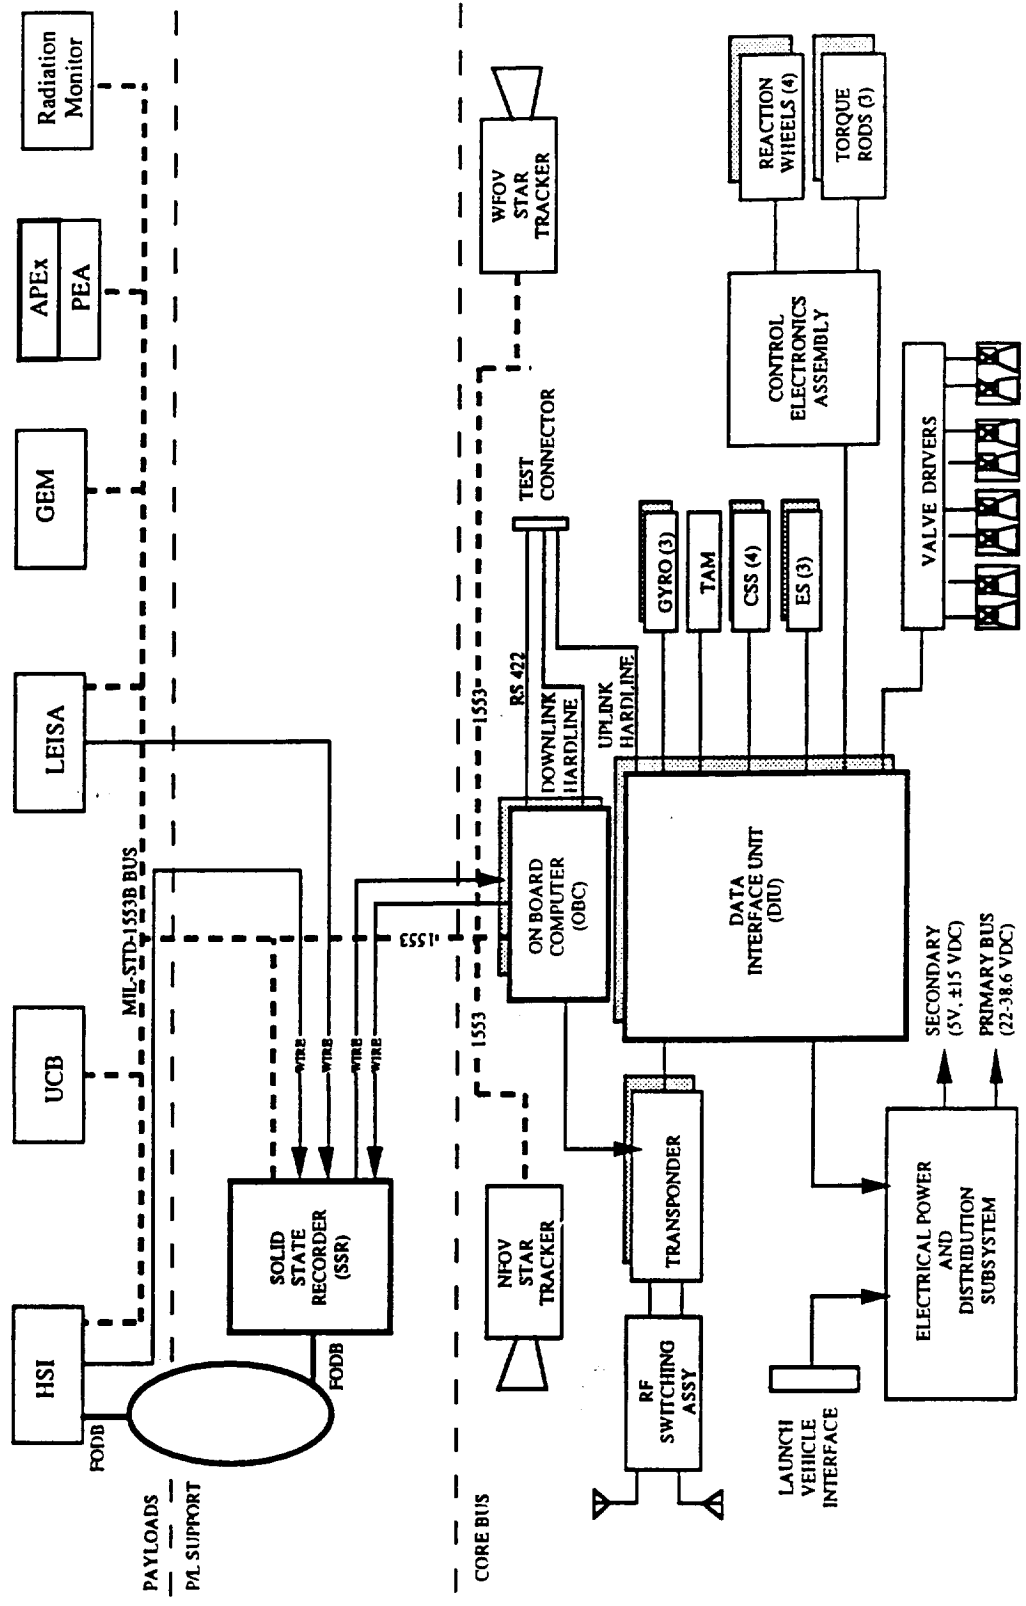 PAYLOADS
P/L SUPPORT
CORE BUS
HSI
UCB
LEISA
GEM
APEx
PEA
Radiation
Monitor
FODB
MIL-STD-1553B BUS
FODB
SOLID
STATE
RECORDER
(SSR)
WIRE
WIRE
WIRE
WIRE
1553
1553
1553
NFOV
STAR
TRACKER
WFOV
STAR
TRACKER
ON BOARD
COMPUTER
(OBC)
RS 422
DOWNLINK
HARDLINE
UPLINK
HARDLINE
TEST
CONNECTOR
RF
SWITCHING
ASSY
TRANSPONDER
DATA
INTERFACE UNIT
(DIU)
GYRO (3)
TAM
CSS (4)
ES (3)
CONTROL
ELECTRONICS
ASSEMBLY
REACTION
WHEELS (4)
TORQUE
RODS (3)
VALVE DRIVERS
LAUNCH
VEHICLE
INTERFACE
ELECTRICAL POWER
AND
DISTRIBUTION
SUBSYSTEM
SECONDARY
(5V, ±15 VDC)
PRIMARY BUS
(22-38.6 VDC)